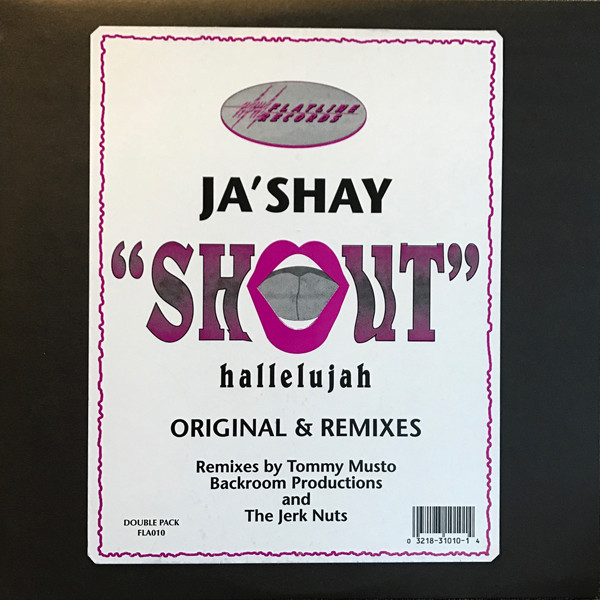 FLATLINE
RECORDS
JA'SHAY
"SHOUT"
hallelujah
ORIGINAL & REMIXES
Remixes by Tommy Musto
Backroom Productions
and
The Jerk Nuts
DOUBLE PACK
FLA010
0 3218-31010-1 4